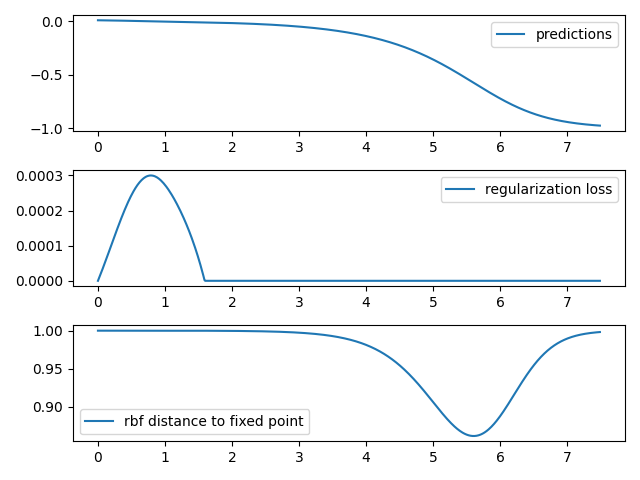 0.0
predictions
−0.5
−1.0
0 1 2 3 4 5 6 7
0.0003
regularization loss
0.0002
0.0001
0.0000
0 1 2 3 4 5 6 7
1.00
0.95
0.90
rbf distance to fixed point
0 1 2 3 4 5 6 7